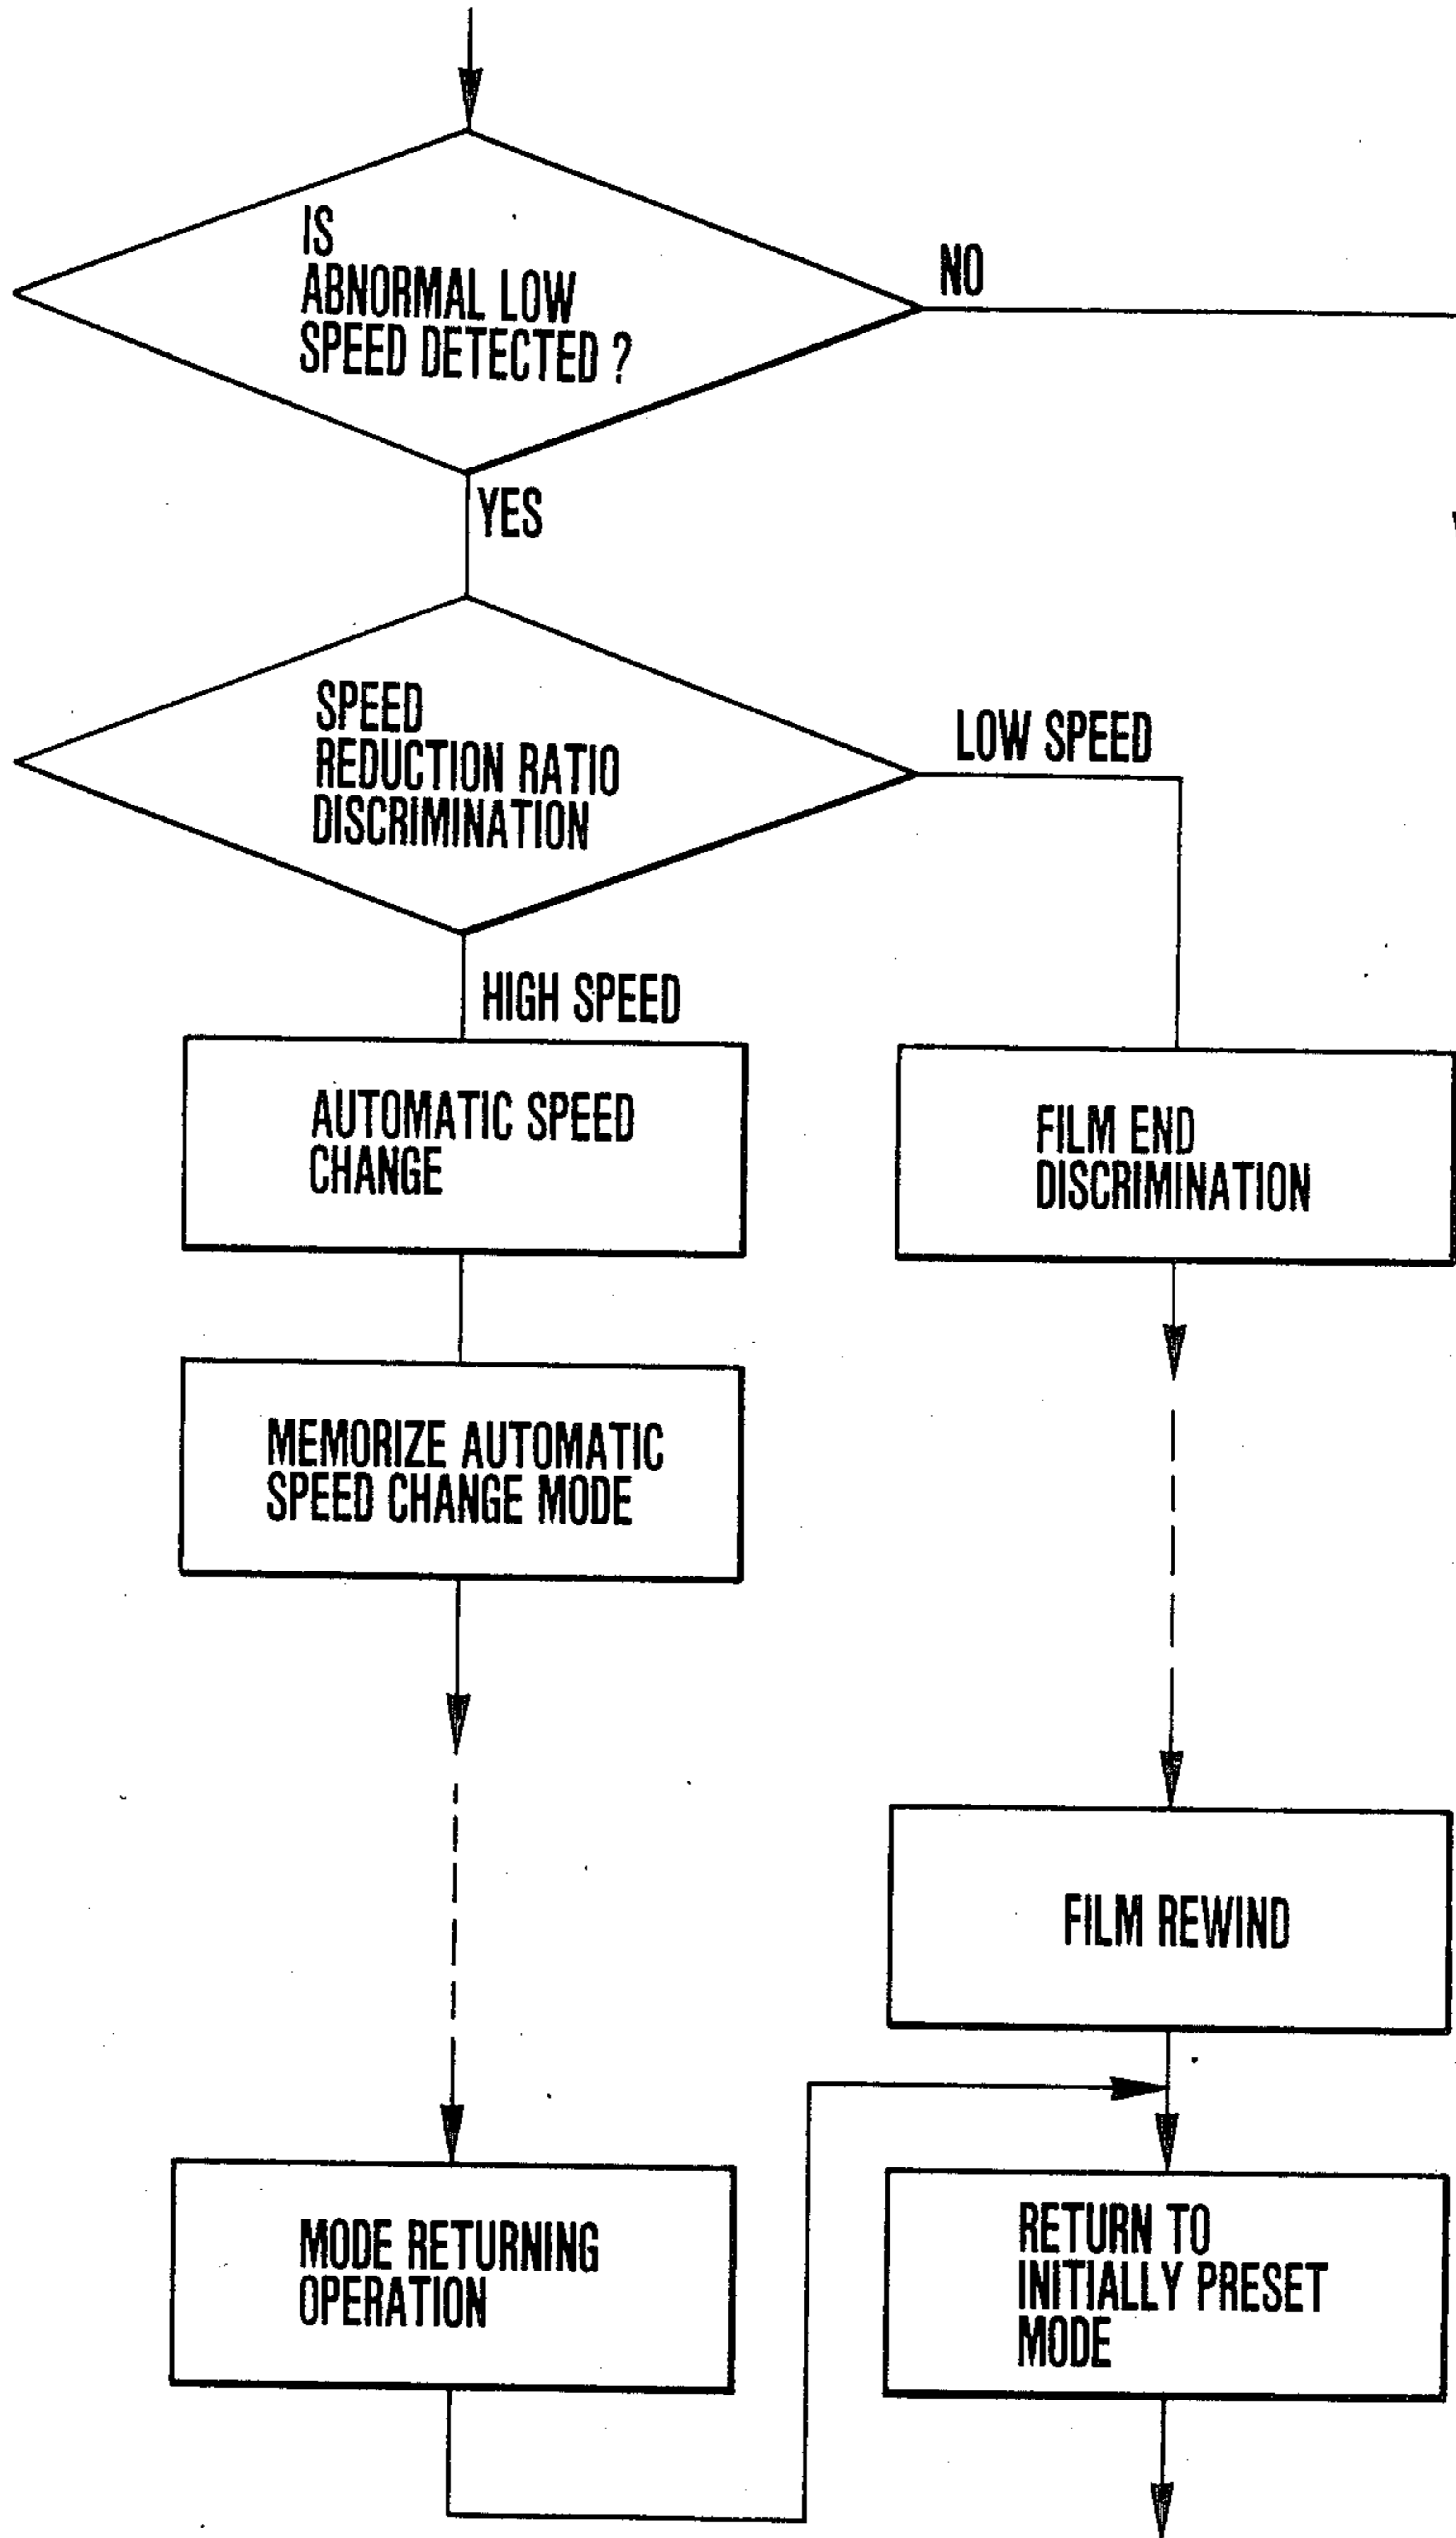 IS
ABNORMAL LOW
SPEED DETECTED ?
NO
YES
SPEED
REDUCTION RATIO
DISCRIMINATION
LOW SPEED
HIGH SPEED
AUTOMATIC SPEED
CHANGE
FILM END
DISCRIMINATION
MEMORIZE AUTOMATIC
SPEED CHANGE MODE
FILM REWIND
MODE RETURNING
OPERATION
RETURN TO
INITIALLY PRESET
MODE